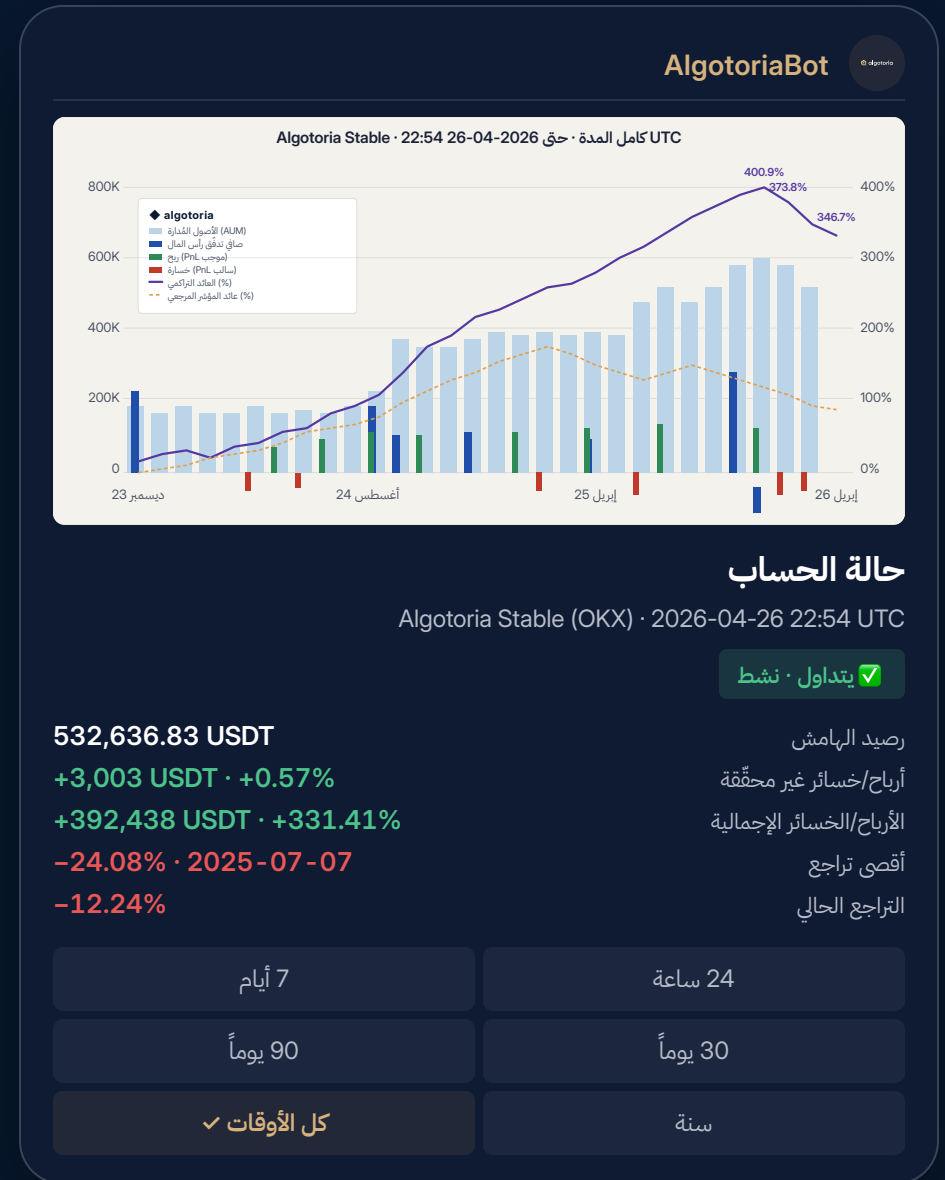 AlgotoriaBot
algotoria
Algotoria Stable · كامل المدة · حتى 2026-04-26 22:54 UTC
400.9%
373.8%
346.7%
800K
600K
400K
200K
0
400%
300%
200%
100%
0%
algotoria
الأصول المُدارة (AUM)
صافي تدفّق رأس المال
ربح (PnL موجب)
خسارة (PnL سالب)
العائد التراكمي (%)
عائد المؤشر المرجعي (%)
ديسمبر 23
أغسطس 24
إبريل 25
إبريل 26
حالة الحساب
Algotoria Stable (OKX) · 2026-04-26 22:54 UTC
✅ يتداول · نشط
رصيد الهامش 532,636.83 USDT
أرباح/خسائر غير محقّقة +3,003 USDT · +0.57%
الأرباح/الخسائر الإجمالية +392,438 USDT · +331.41%
أقصى تراجع −24.08% · 2025-07-07
التراجع الحالي −12.24%
24 ساعة
7 أيام
30 يوماً
90 يوماً
سنة
كل الأوقات ✓